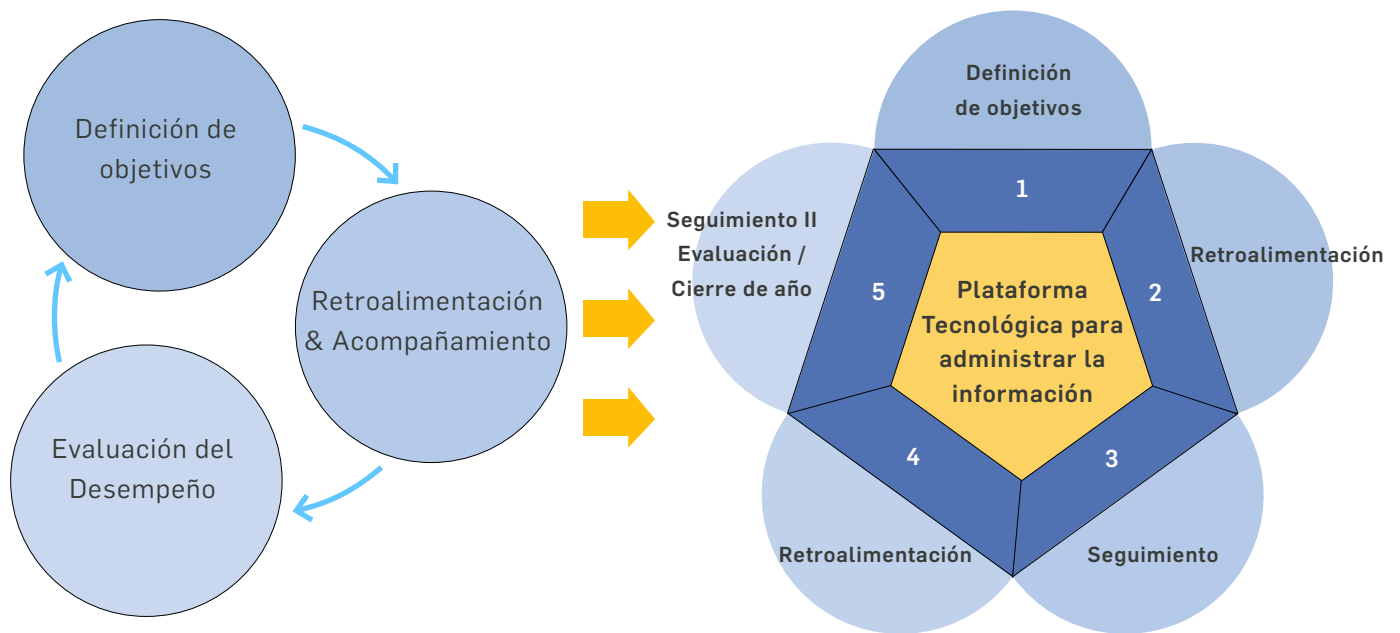 Definición de
objetivos
Retroalimentación
& Acompañamiento
Evaluación del
Desempeño
Definición
de objetivos
1
Retroalimentación
2
Seguimiento
3
Retroalimentación
4
Seguimiento II
Evaluación /
Cierre de año
5
Plataforma
Tecnológica para
administrar la
información